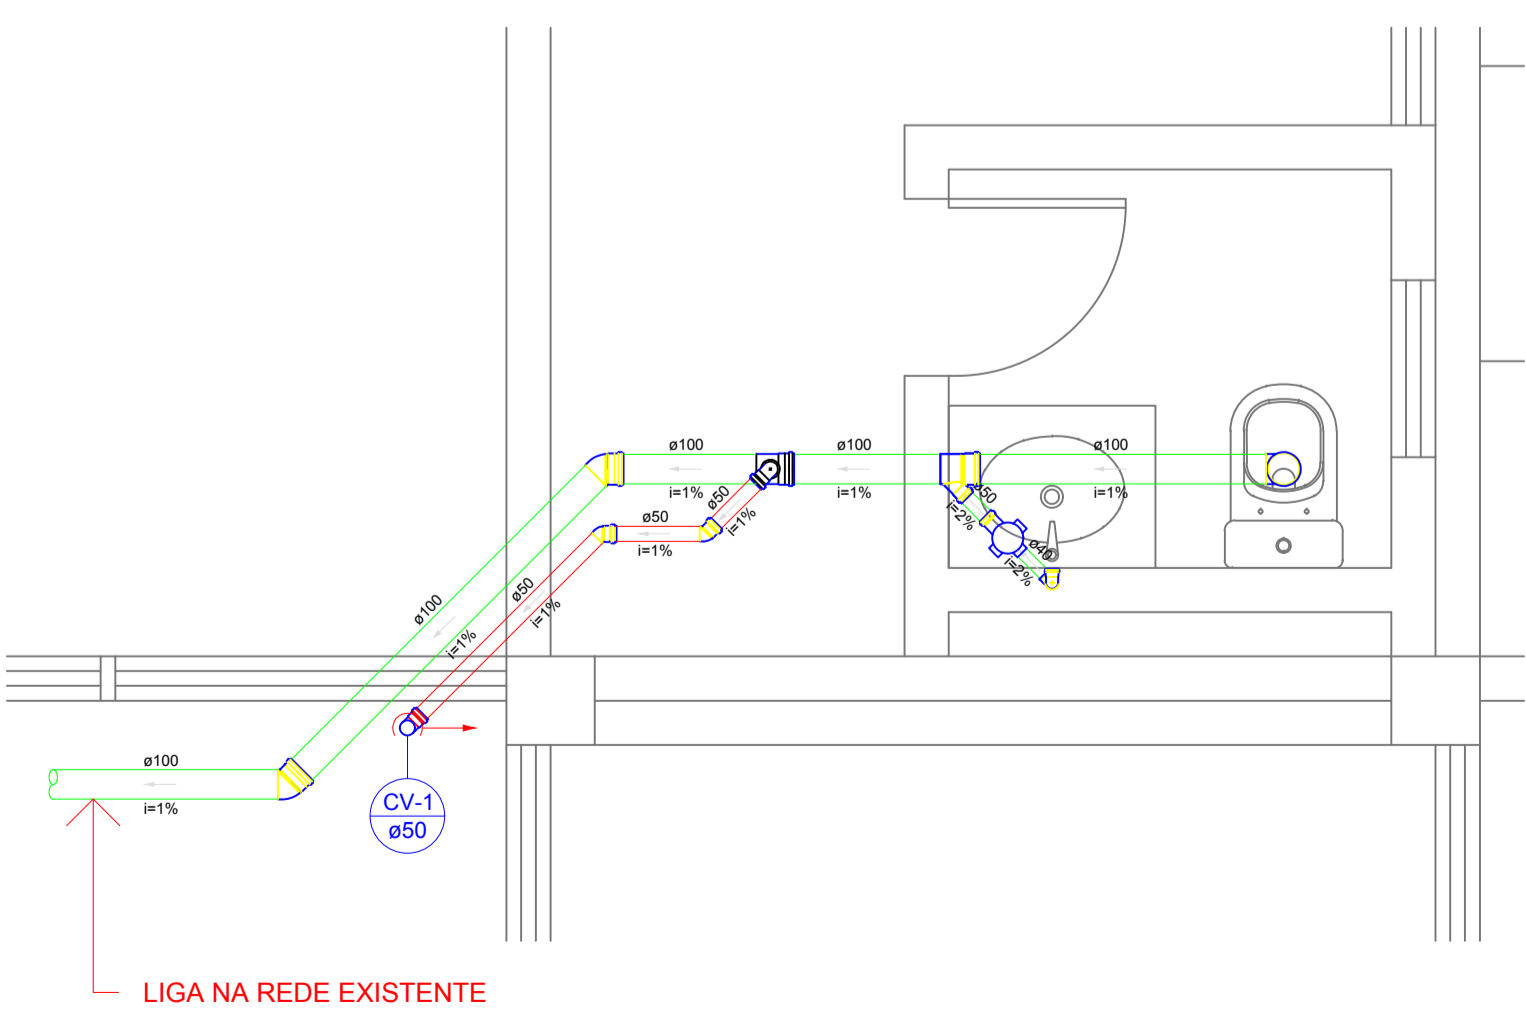 ø100
ø100
ø100
i=1%
i=1%
i=1%
ø50
ø50
i=2%
ø50
i=1%
i=1%
ø40
i=2%
ø50
i=1%
ø100
i=1%
ø100
i=1%
CV-1
ø50
LIGA NA REDE EXISTENTE